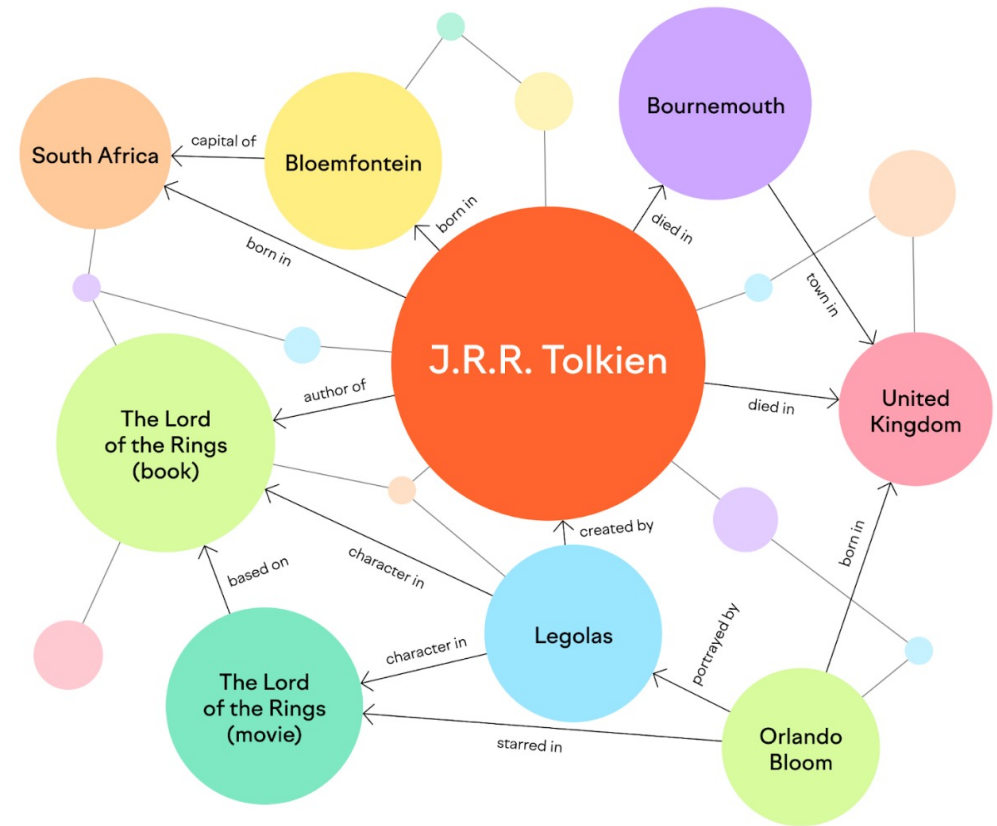 Bournemouth
South Africa
capital of
Bloemfontein
born in
died in
born in
town in
J.R.R. Tolkien
author of
died in
United
Kingdom
The Lord
of the Rings
(book)
created by
born in
character in
based on
Legolas
portrayed by
character in
The Lord
of the Rings
(movie)
starred in
Orlando
Bloom